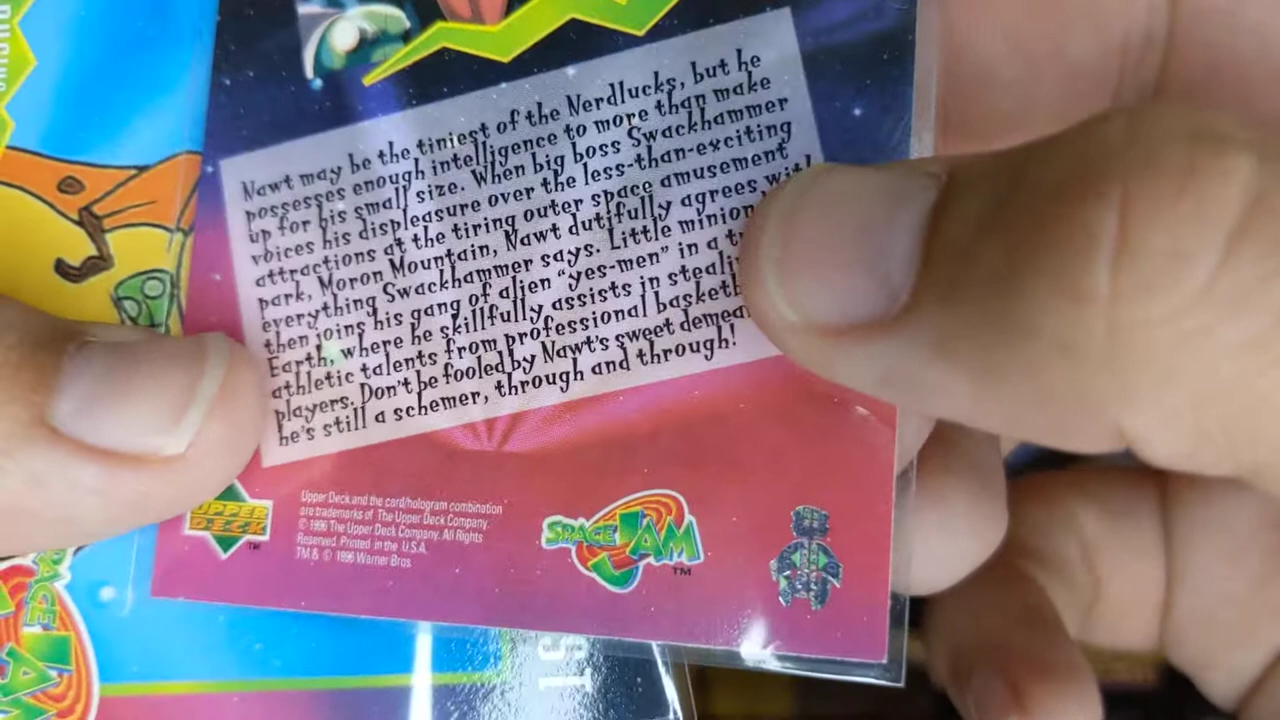 Nawt may be the tiniest of the Nerdlucks, but he
possesses enough intelligence to more than make
up for his small size. When big boss Swackhammer
voices his displeasure over the less-than-exciting
attractions at the tiring outer space amusement
park, Moron Mountain, Nawt dutifully agrees with
everything Swackhammer says. Little minion
then joins his gang of alien "yes-men" in a
Earth, where he skillfully assists in
athletic talents from professional
players. Don't be fooled by Nawt's sweet
he's still a schemer, through and through!
UPPER
DECK
TM
Upper Deck and the card/hologram combination
are trademarks of The Upper Deck Company.
© 1996 The Upper Deck Company. All Rights
Reserved. Printed in the U.S.A.
TM & © 1996 Warner Bros.
SPACE JAM
TM
SPACE
JAM